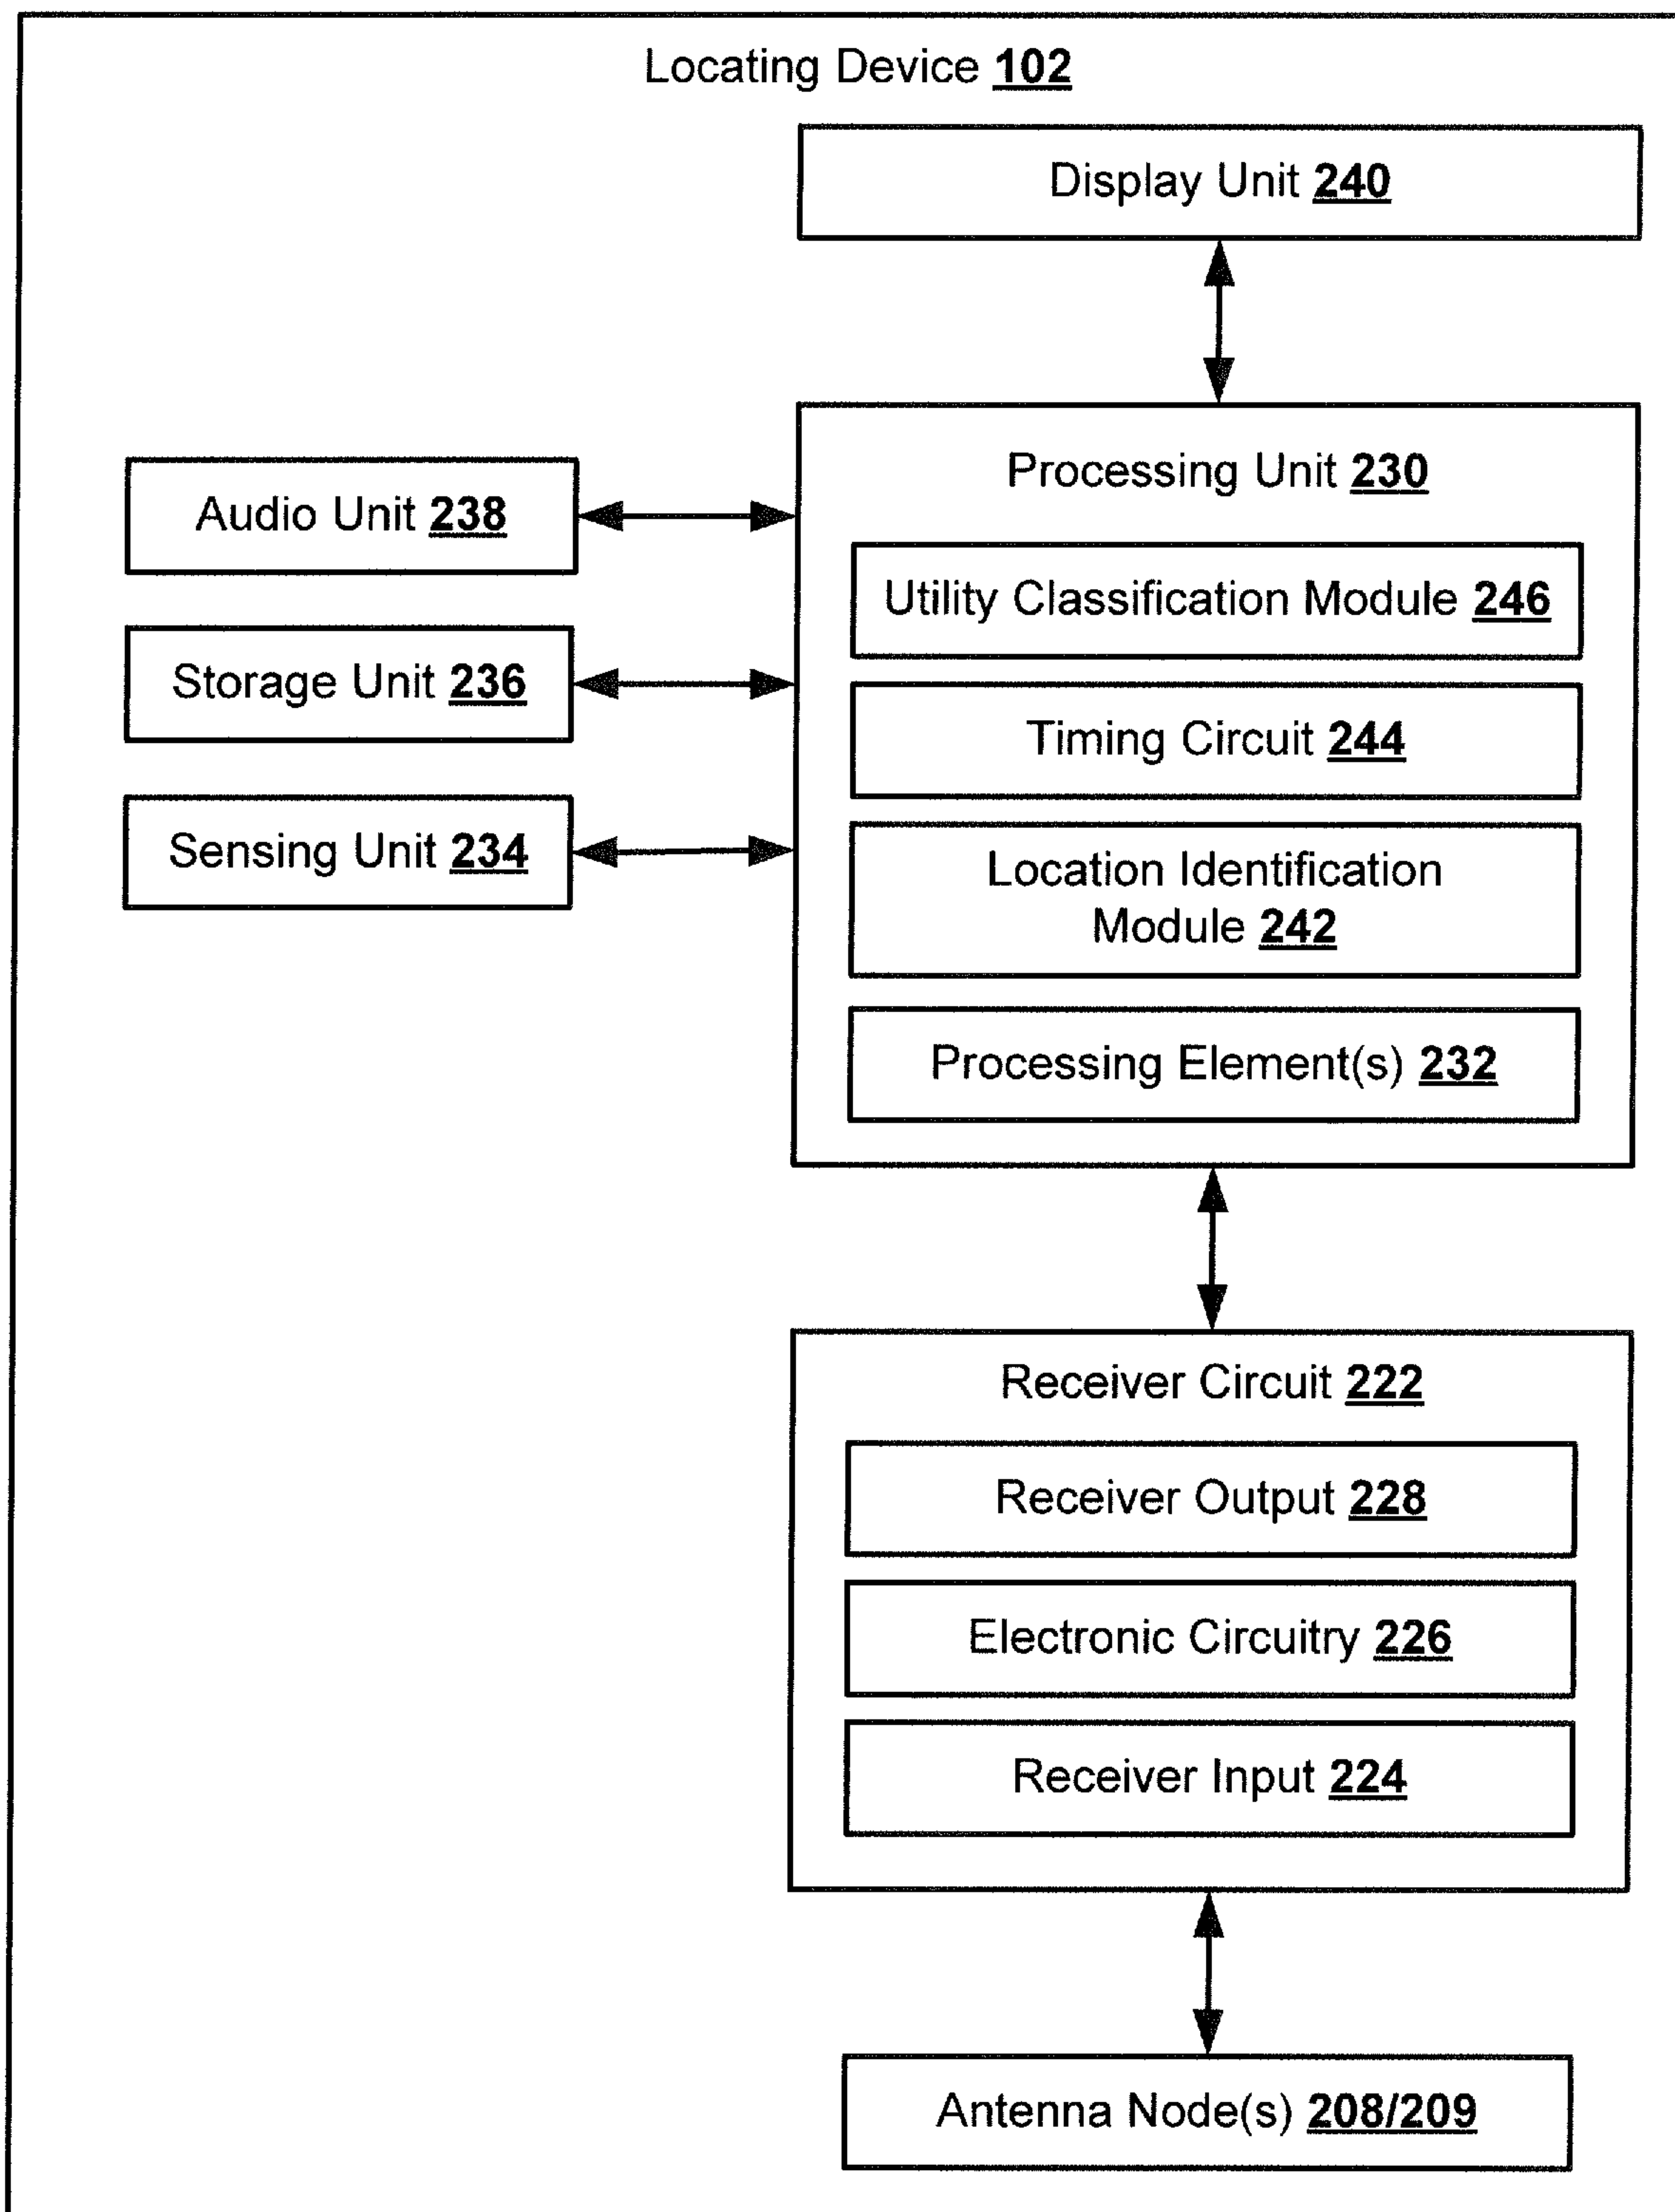 Locating Device 102
Display Unit 240
Processing Unit 230
Utility Classification Module 246
Timing Circuit 244
Location Identification
Module 242
Processing Element(s) 232
Audio Unit 238
Storage Unit 236
Sensing Unit 234
Receiver Circuit 222
Receiver Output 228
Electronic Circuitry 226
Receiver Input 224
Antenna Node(s) 208/209